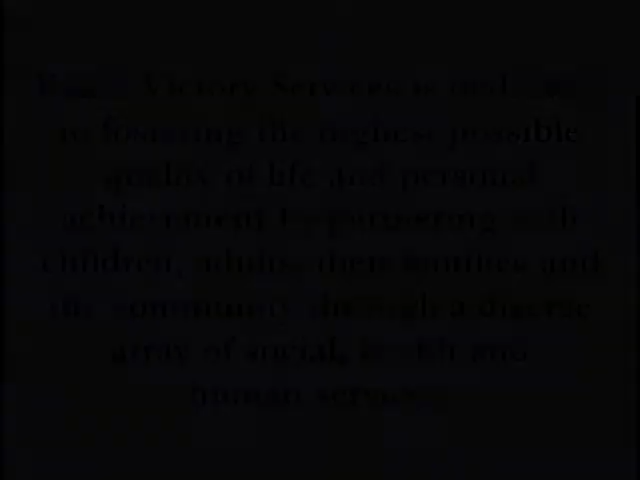 Victory Services is
to fostering the highest possible
quality of life and personal
achievement by partnering with
children, adults, their families and
the community through a diverse
array of social, health and
human services